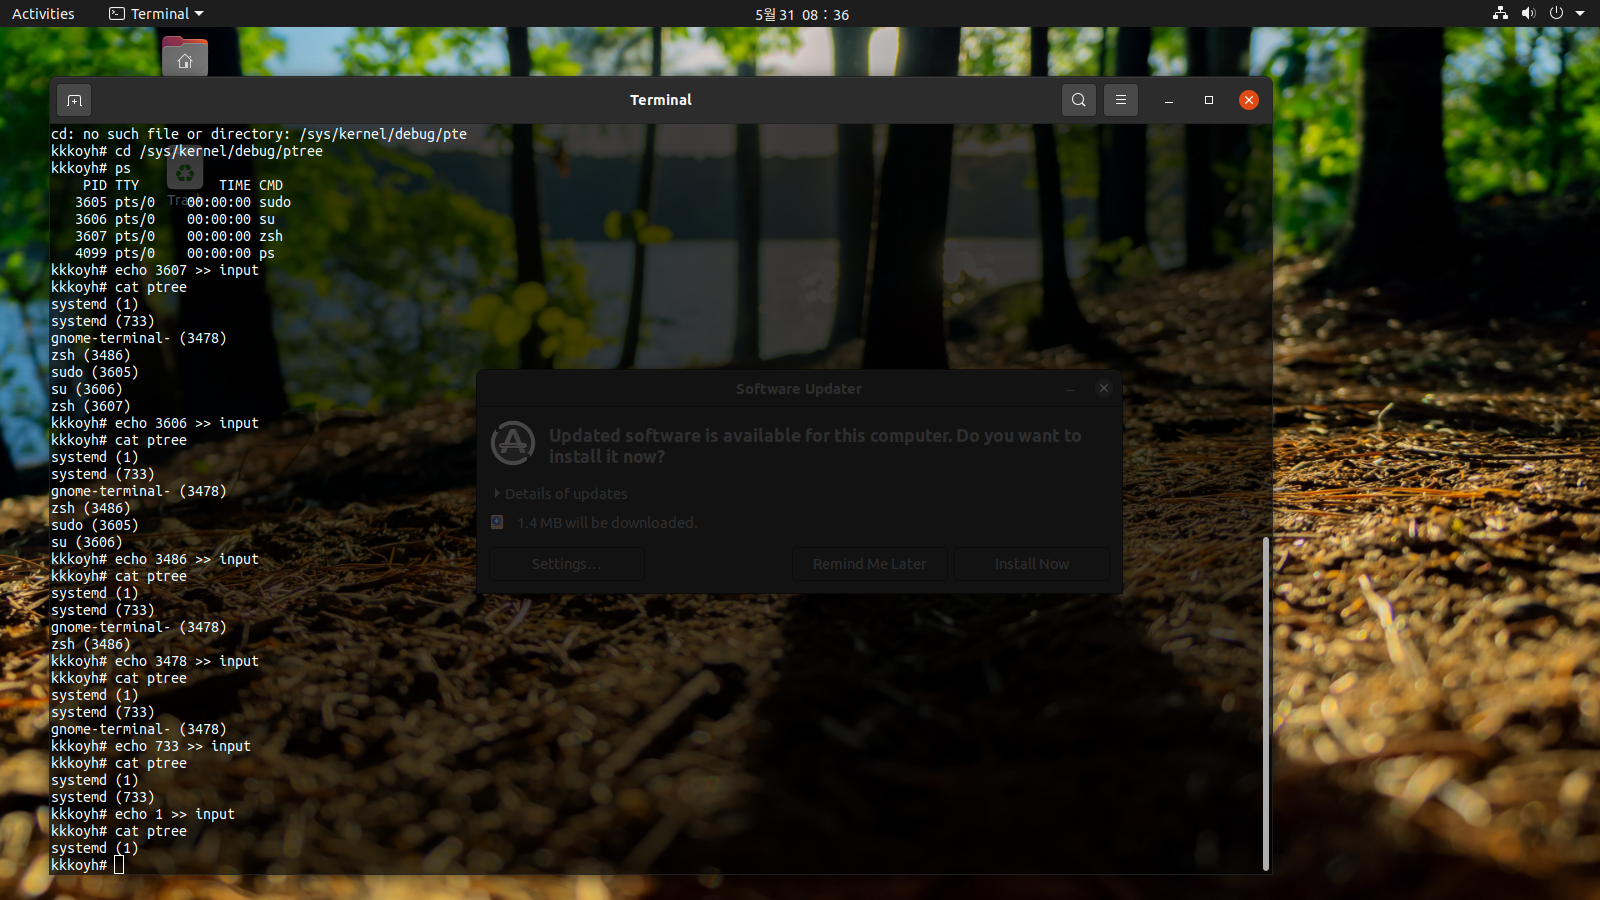 Activities
Terminal
5월 31 08 : 36
Terminal
cd: no such file or directory: /sys/kernel/debug/pte
kkkoyh# cd /sys/kernel/debug/ptree
kkkoyh# ps
PID TTY TIME CMD
3605 pts/0 00:00:00 sudo
3606 pts/0 00:00:00 su
3607 pts/0 00:00:00 zsh
4099 pts/0 00:00:00 ps
kkkoyh# echo 3607 >> input
kkkoyh# cat ptree
systemd (1)
systemd (733)
gnome-terminal- (3478)
zsh (3486)
sudo (3605)
su (3606)
zsh (3607)
kkkoyh# echo 3606 >> input
kkkoyh# cat ptree
systemd (1)
systemd (733)
gnome-terminal- (3478)
zsh (3486)
sudo (3605)
su (3606)
kkkoyh# echo 3486 >> input
kkkoyh# cat ptree
systemd (1)
systemd (733)
gnome-terminal- (3478)
zsh (3486)
kkkoyh# echo 3478 >> input
kkkoyh# cat ptree
systemd (1)
systemd (733)
gnome-terminal- (3478)
kkkoyh# echo 733 >> input
kkkoyh# cat ptree
systemd (1)
systemd (733)
kkkoyh# echo 1 >> input
kkkoyh# cat ptree
systemd (1)
kkkoyh#
Software Updater
Updated software is available for this computer. Do you want to
install it now?
Details of updates
1.4 MB will be downloaded.
Settings…
Remind Me Later
Install Now